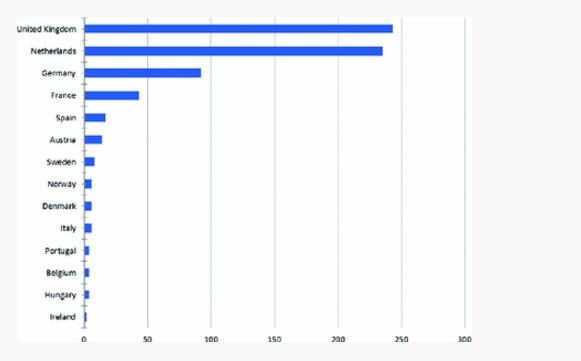 United Kingdom
Netherlands
Germany
France
Spain
Austria
Sweden
Norway
Denmark
Italy
Portugal
Belgium
Hungary
Ireland
0 50 100 150 200 250 300